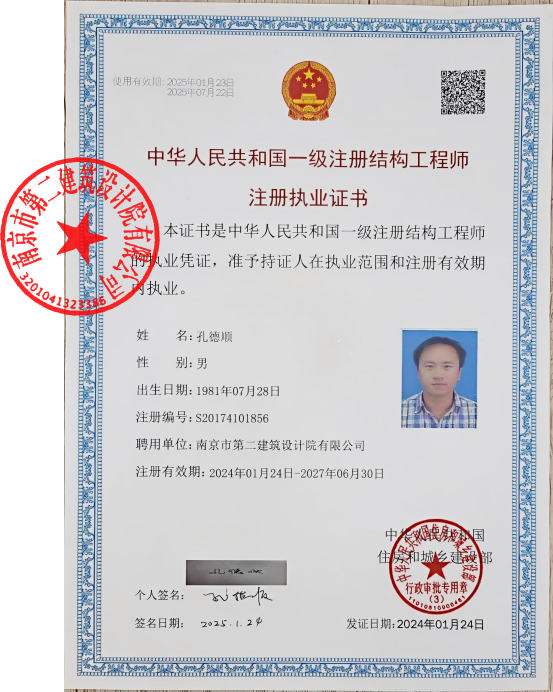 使用有效期: 2025年01月23日
2025年07月22日
中华人民共和国一级注册结构工程师
注册执业证书
本证书是中华人民共和国一级注册结构工程师
的执业凭证，准予持证人在执业范围和注册有效期
内执业。
南京市第二建筑设计院有限公司
3201041323386
姓 名：孔德顺
性 别：男
出生日期：1981年07月28日
注册编号：S20174101856
聘用单位：南京市第二建筑设计院有限公司
注册有效期：2024年01月24日-2027年06月30日
中华人民共和国
住房和城乡建设部
中华人民共和国住房和城乡建设部
行政审批专用章
(3)
个人签名：孔德顺
签名日期：2025.1.24
发证日期：2024年01月24日